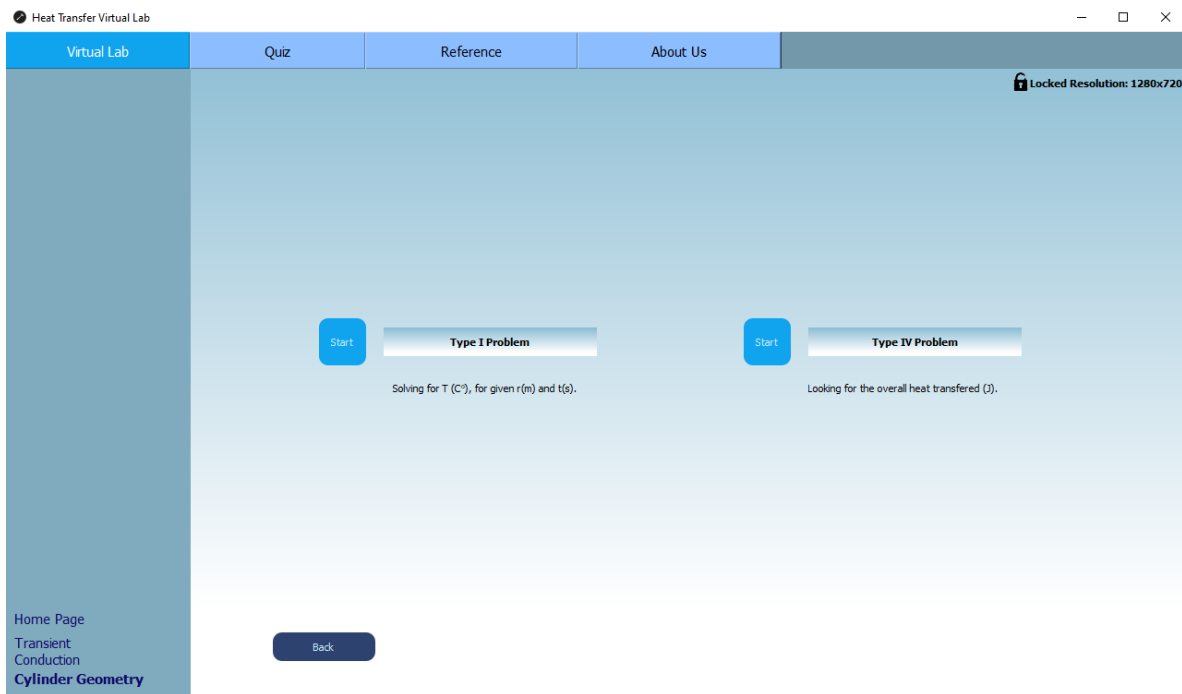 Heat Transfer Virtual Lab
Virtual Lab Quiz Reference About Us
Locked Resolution: 1280x720
Start Type I Problem Start Type IV Problem
Solving for T (Cº), for given r(m) and t(s). Looking for the overall heat transfered (J).
Home Page
Transient
Conduction
Cylinder Geometry
Back